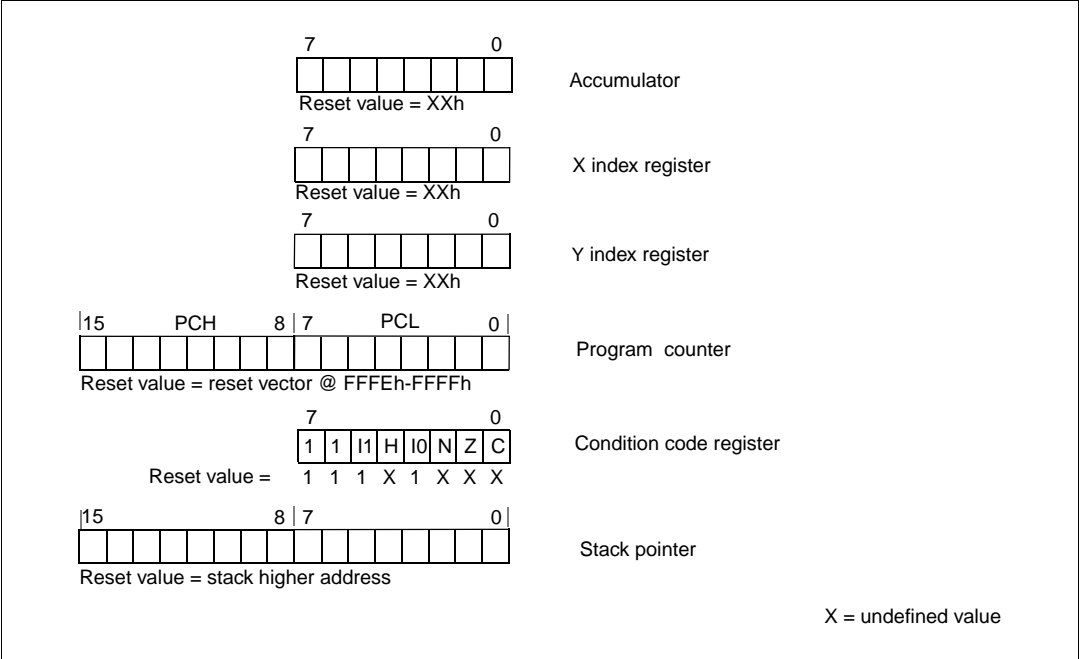 7 0
Accumulator
Reset value = XXh
7 0
X index register
Reset value = XXh
7 0
Y index register
Reset value = XXh
15 PCH 8 7 PCL 0
Program counter
Reset value = reset vector @ FFFEh-FFFFh
7 0
1 1 I1 H I0 N Z C
Condition code register
Reset value = 1 1 1 X 1 X X X
15 8 7 0
Stack pointer
Reset value = stack higher address
X = undefined value